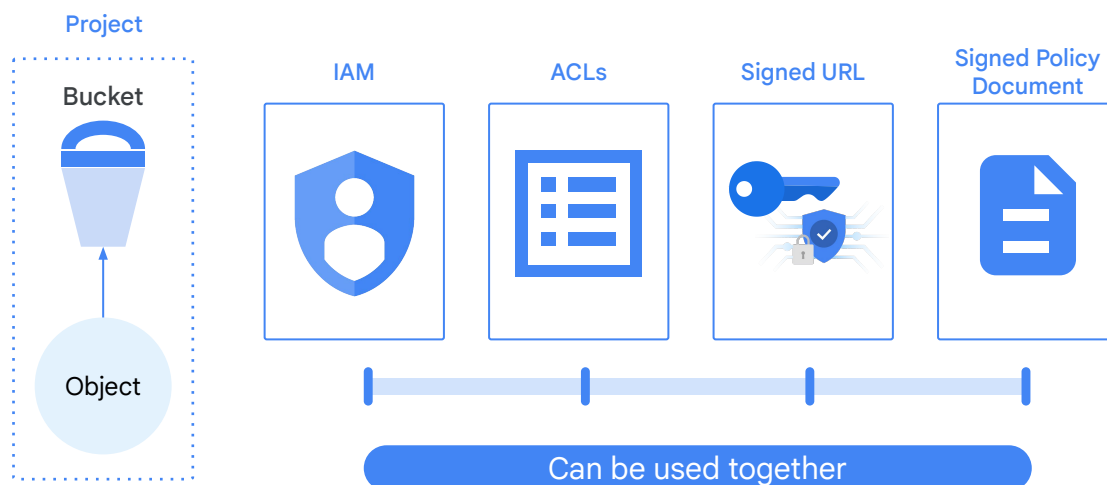 Project
Bucket
Object
IAM
ACLs
Signed URL
Signed Policy
Document
Can be used together